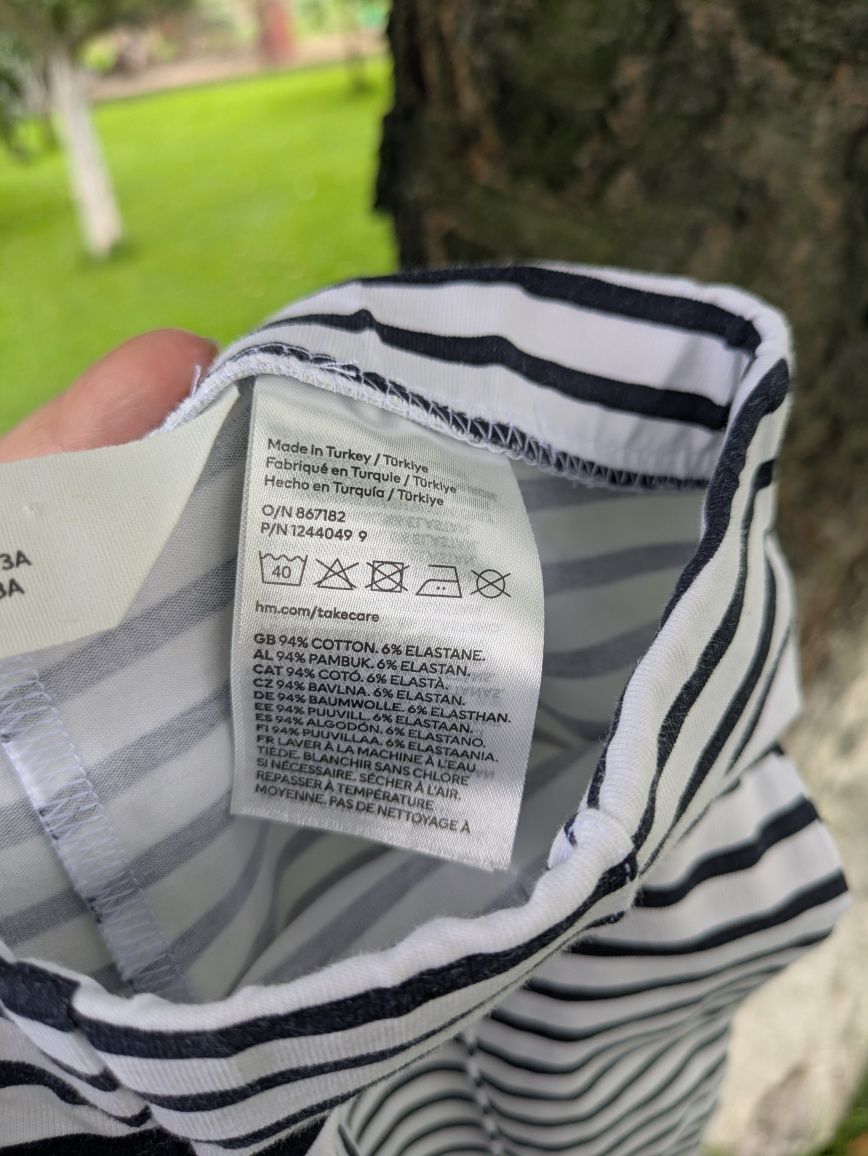 Made in Turkey / Türkiye
Fabriqué en Turquie / Türkiye
Hecho en Turquía / Türkiye
O/N 867182
P/N 1244049 9
40
hm.com/takecare
GB 94% COTTON. 6% ELASTANE.
AL 94% PAMBUK. 6% ELASTAN.
CAT 94% COTÓ. 6% ELASTÀ.
CZ 94% BAVLNA. 6% ELASTAN.
DE 94% BAUMWOLLE. 6% ELASTHAN.
EE 94% PUUVILL. 6% ELASTAAN.
ES 94% ALGODÓN. 6% ELASTANO.
FI 94% PUUVILLAA. 6% ELASTAANIA.
FR LAVER À LA MACHINE À L'EAU
TIÈDE. BLANCHIR SANS CHLORE
SI NÉCESSAIRE. SÉCHER À L'AIR.
REPASSER À TEMPÉRATURE
MOYENNE. PAS DE NETTOYAGE À
3A